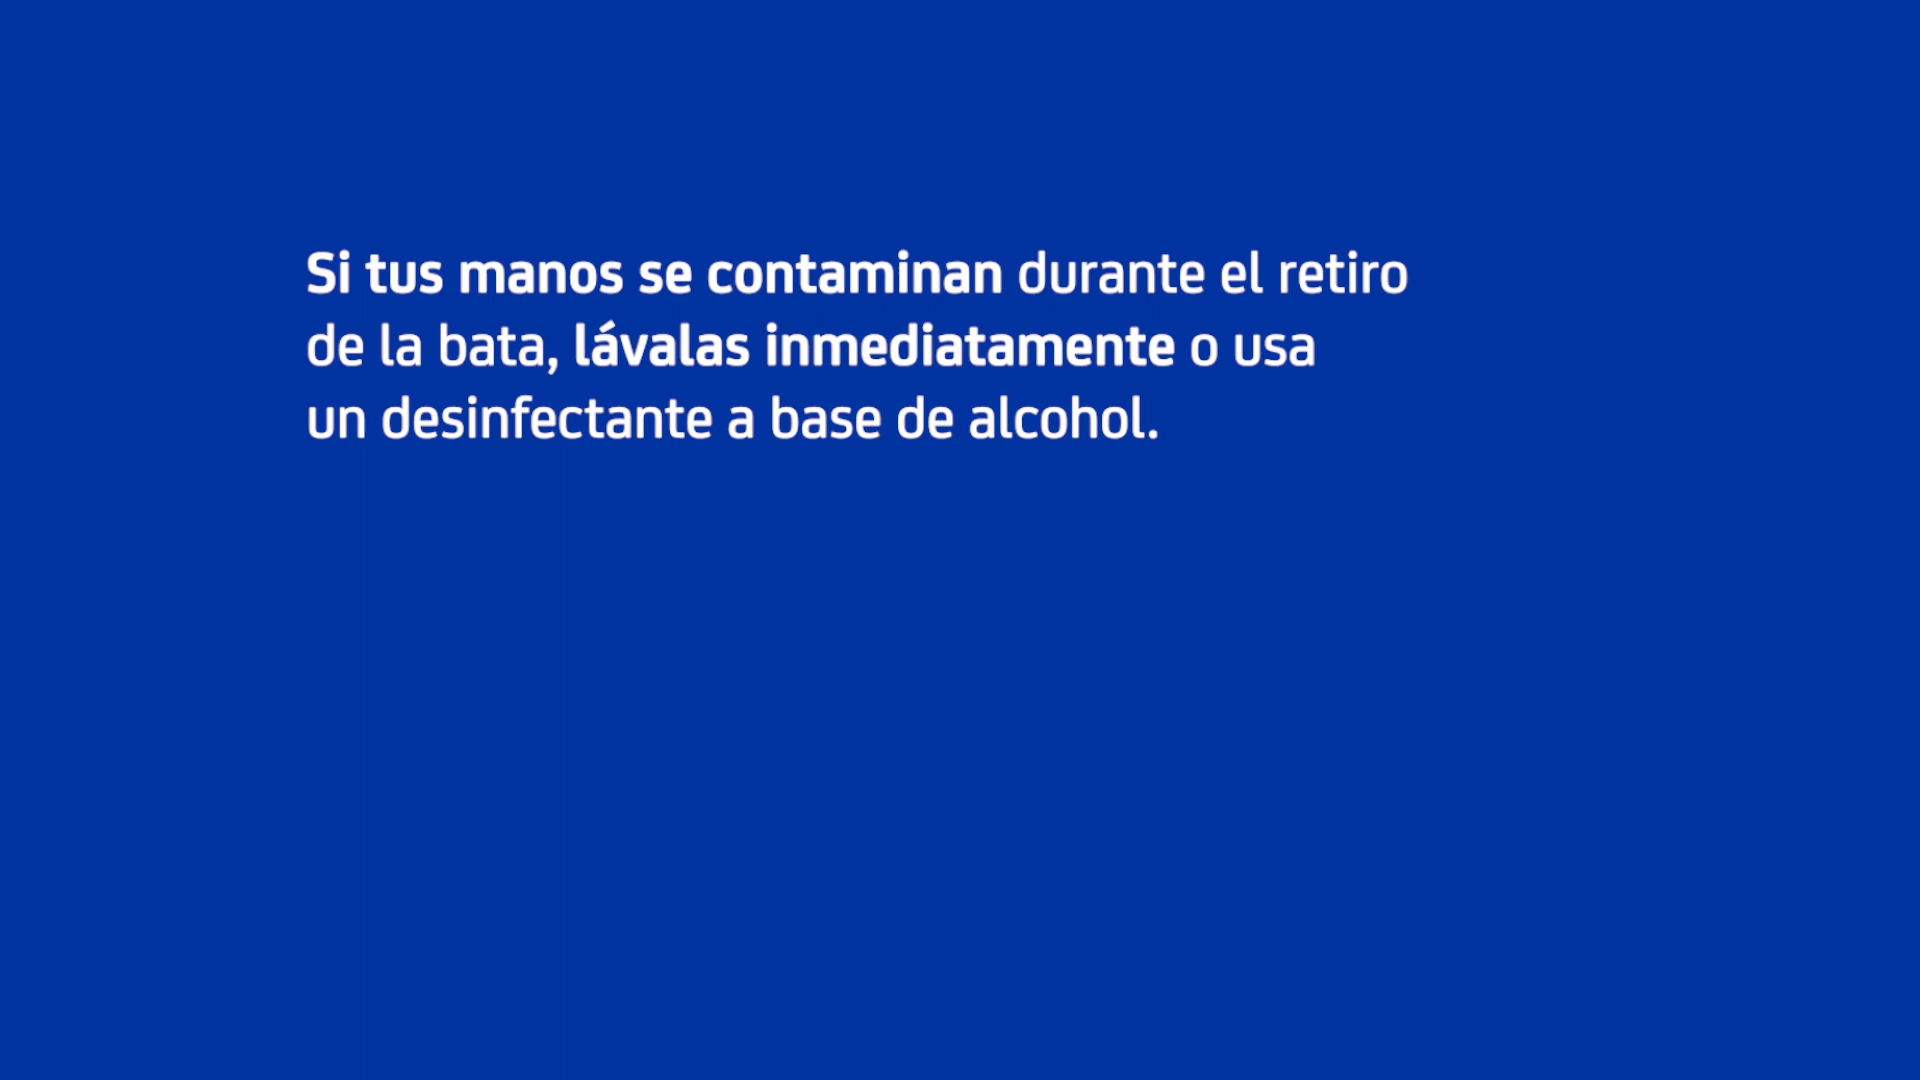 Si tus manos se contaminan durante el retiro
de la bata, lávalas inmediatamente o usa
un desinfectante a base de alcohol.